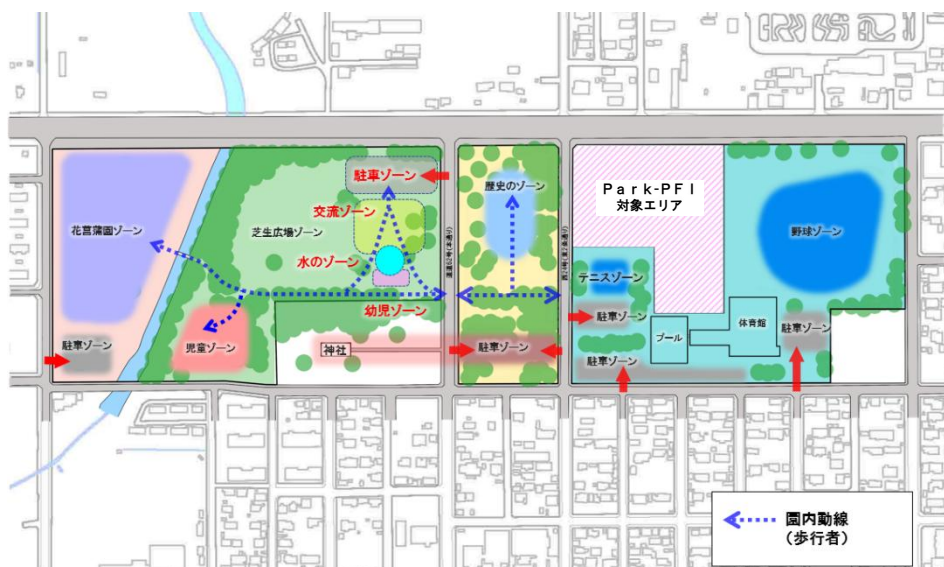 駐車ゾーン
交流ゾーン
歴史のゾーン
Ｐａｒｋ-ＰＦＩ
対象エリア
花菖蒲園ゾーン
芝生広場ゾーン
水のゾーン
野球ゾーン
テニスゾーン
幼児ゾーン
駐車ゾーン
児童ゾーン
神社
駐車ゾーン
駐車ゾーン
駐車ゾーン
プール
体育館
駐車ゾーン
園内動線
（歩行者）